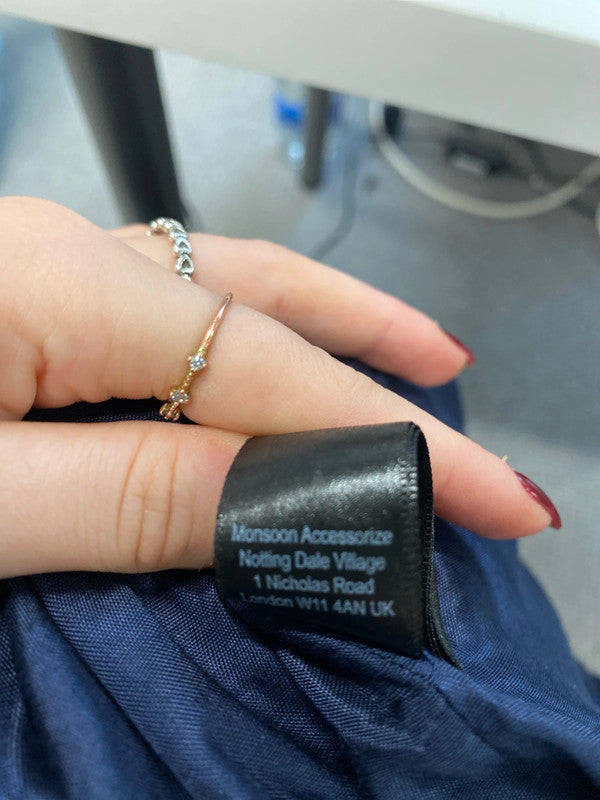 Monsoon Accessorize
Notting Dale Village
1 Nicholas Road
London W11 4AN UK